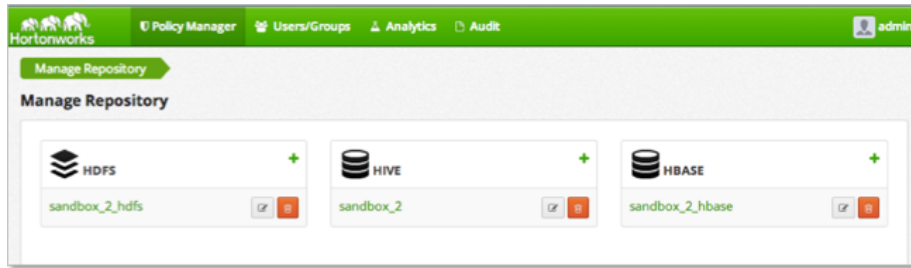 Hortonworks
Policy Manager Users/Groups Analytics Audit admin
Manage Repository
Manage Repository
HDFS HIVE HBASE
sandbox_2_hdfs sandbox_2 sandbox_2_hbase